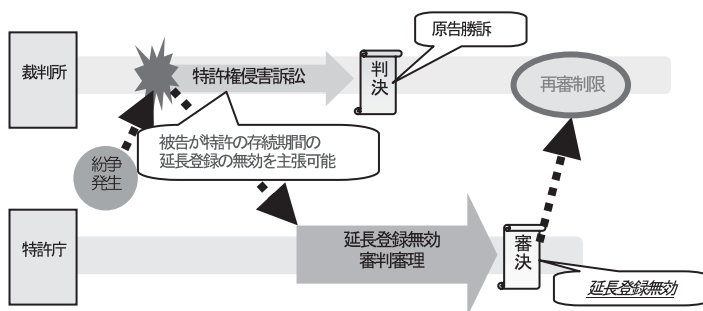 原告勝訴
裁判所
特許権侵害訴訟
判決
再審制限
被告が特許の存続期間の
延長登録の無効を主張可能
紛争
発生
特許庁
延長登録無効
審判審理
審決
延長登録無効